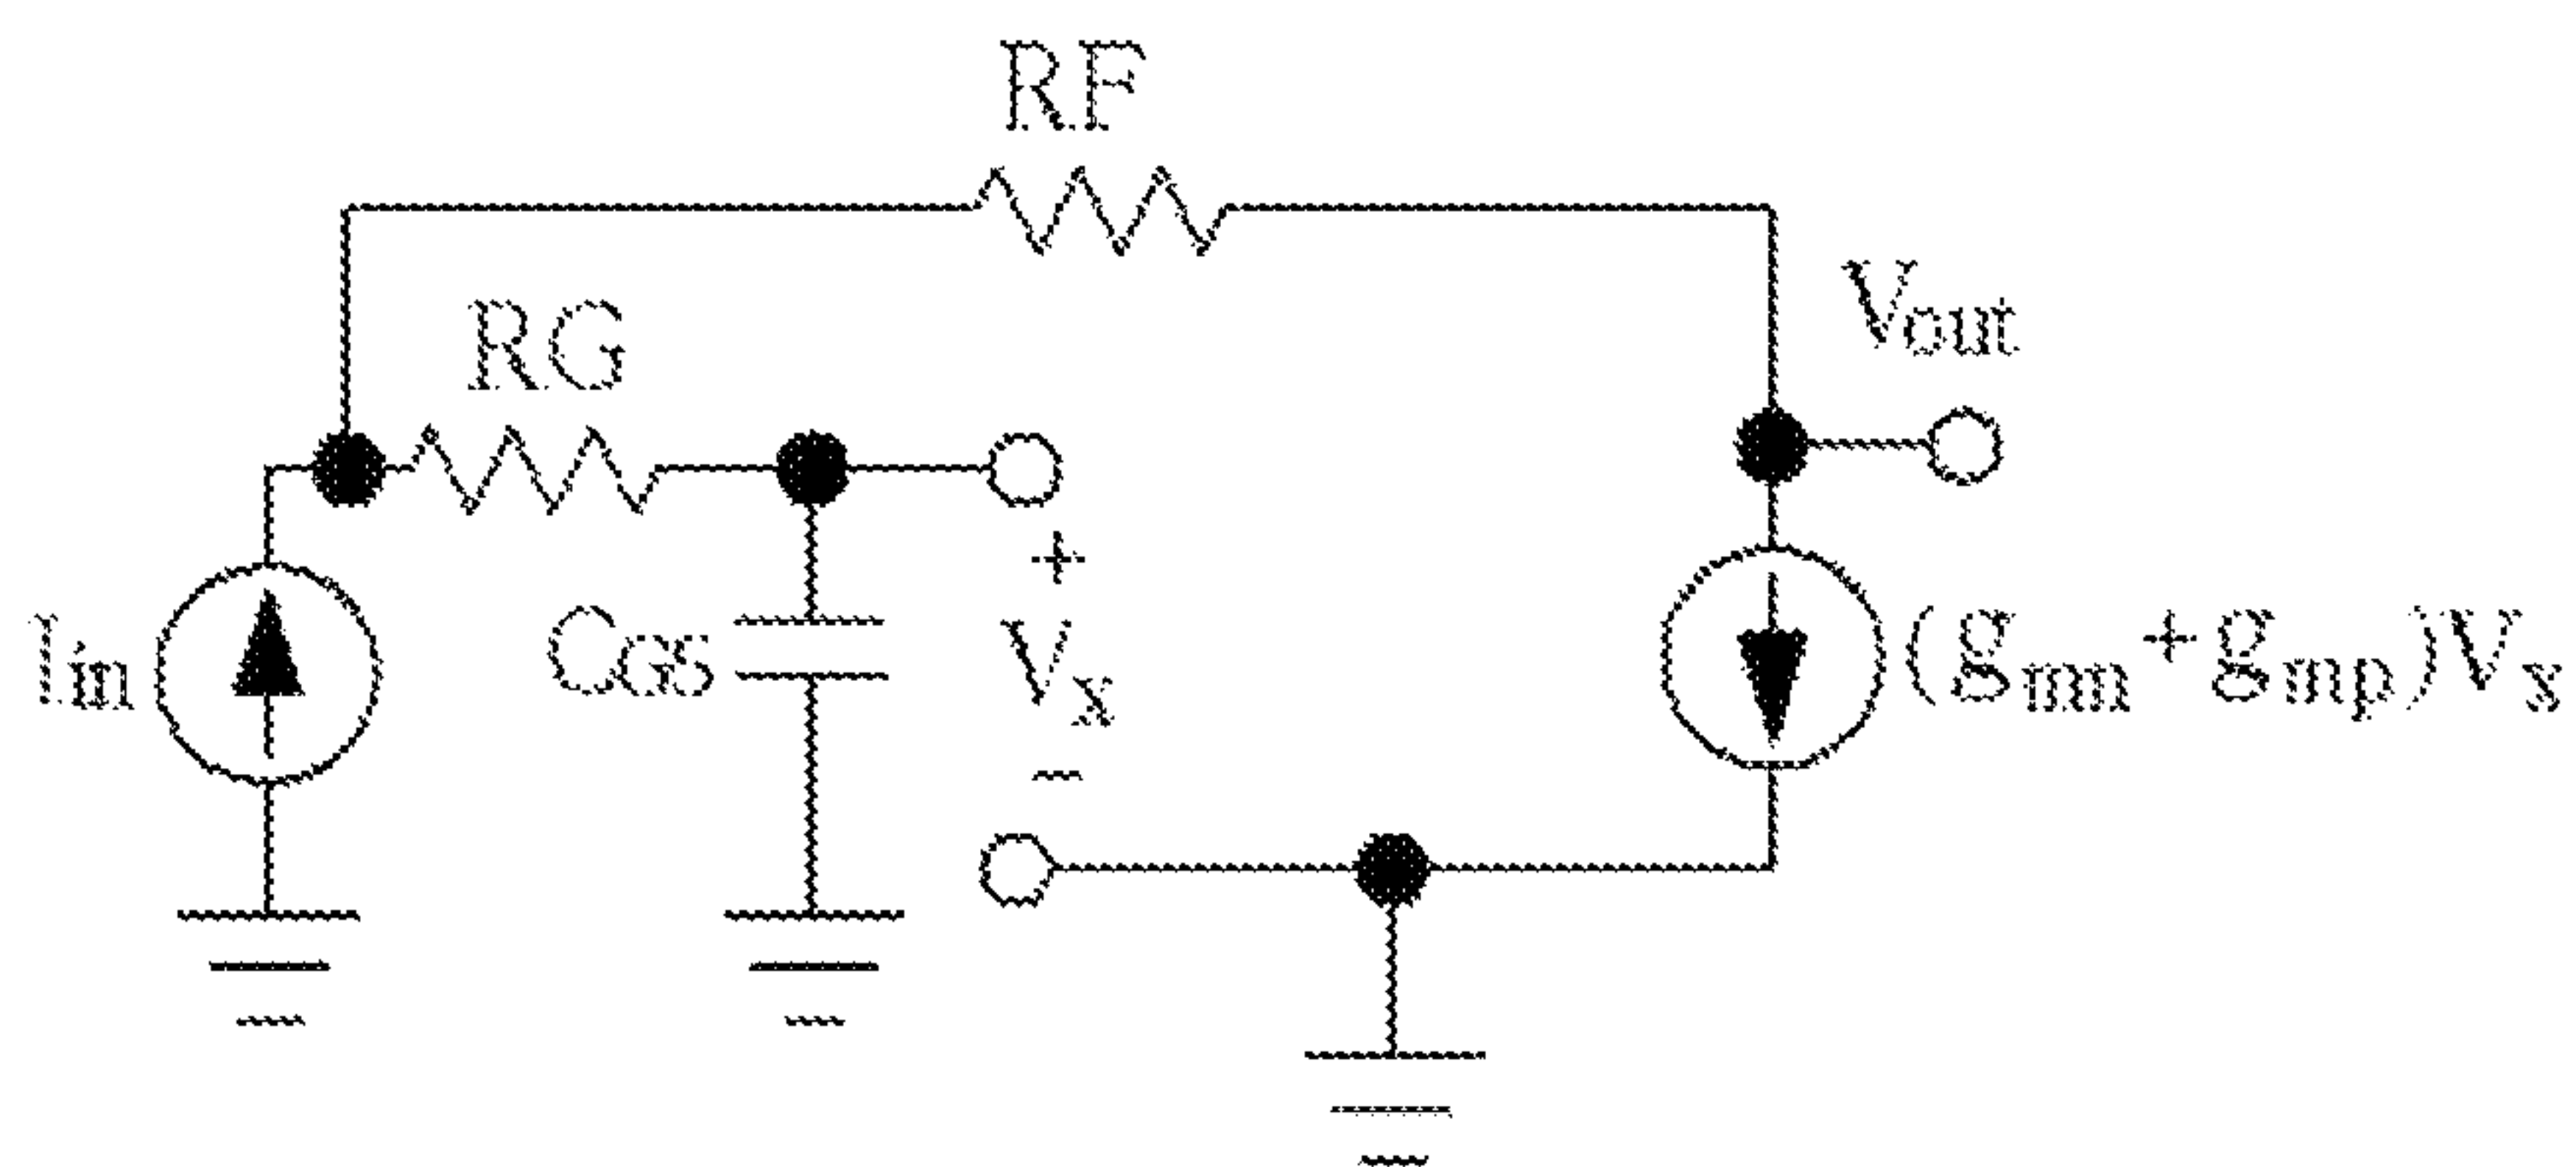 RF
RG
Vout
Iin
CGS
+
Vx
−
(gmn+gmp)Vx